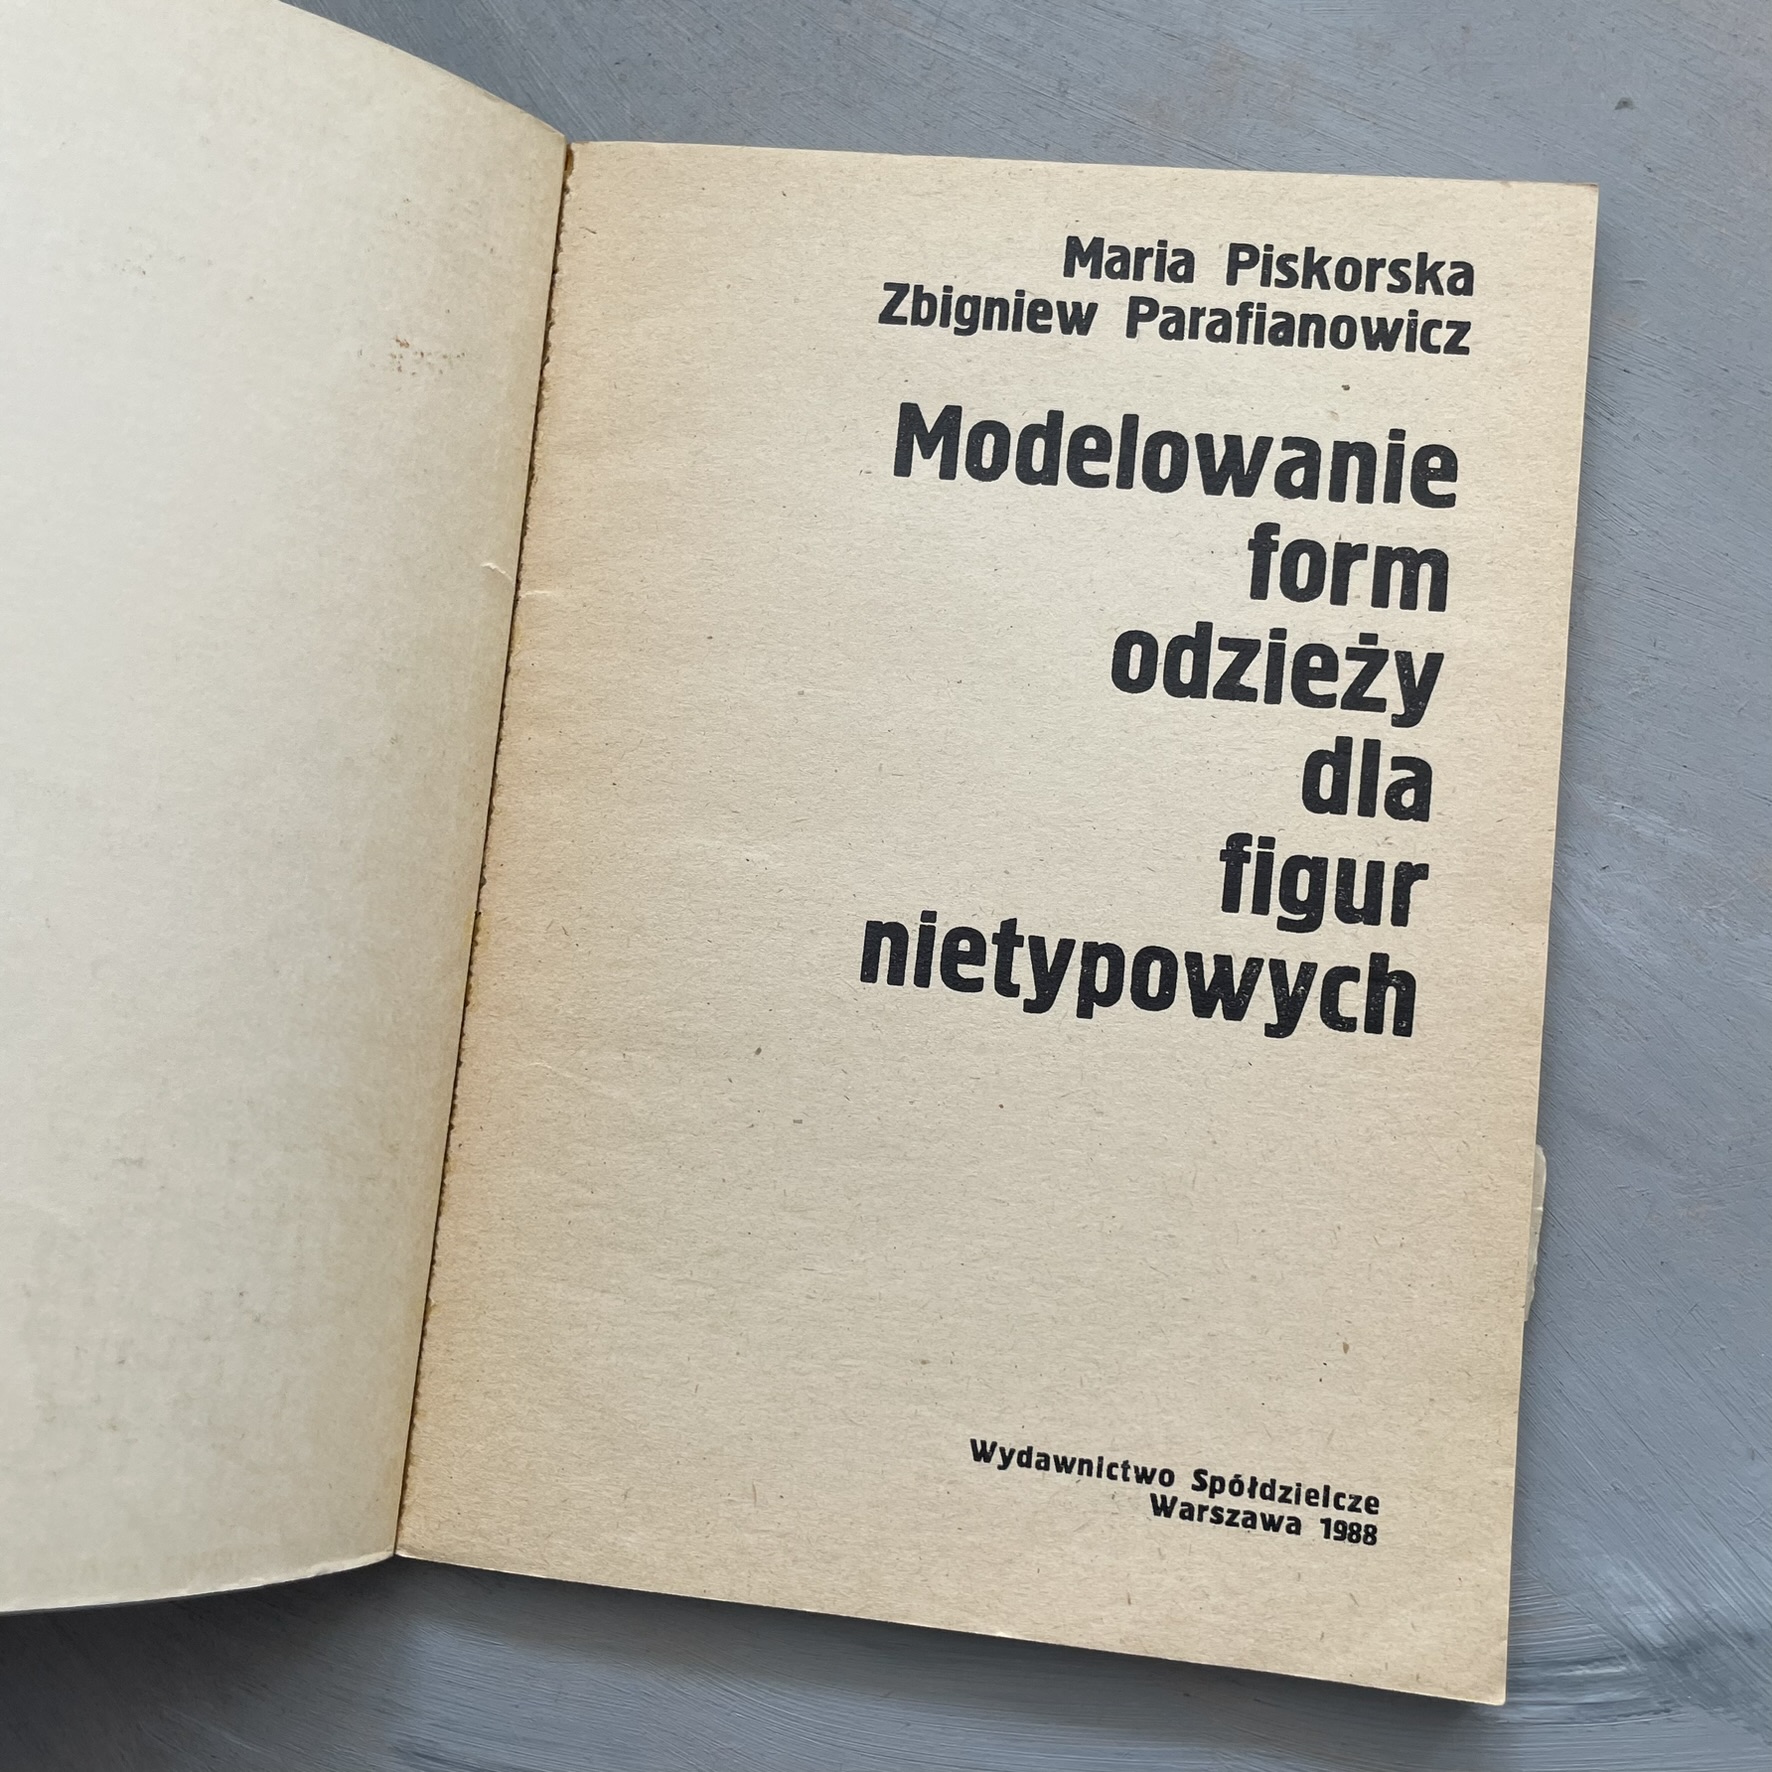 Maria Piskorska
Zbigniew Parafianowicz
Modelowanie
form
odzieży
dla
figur
nietypowych
Wydawnictwo Spółdzielcze
Warszawa 1988